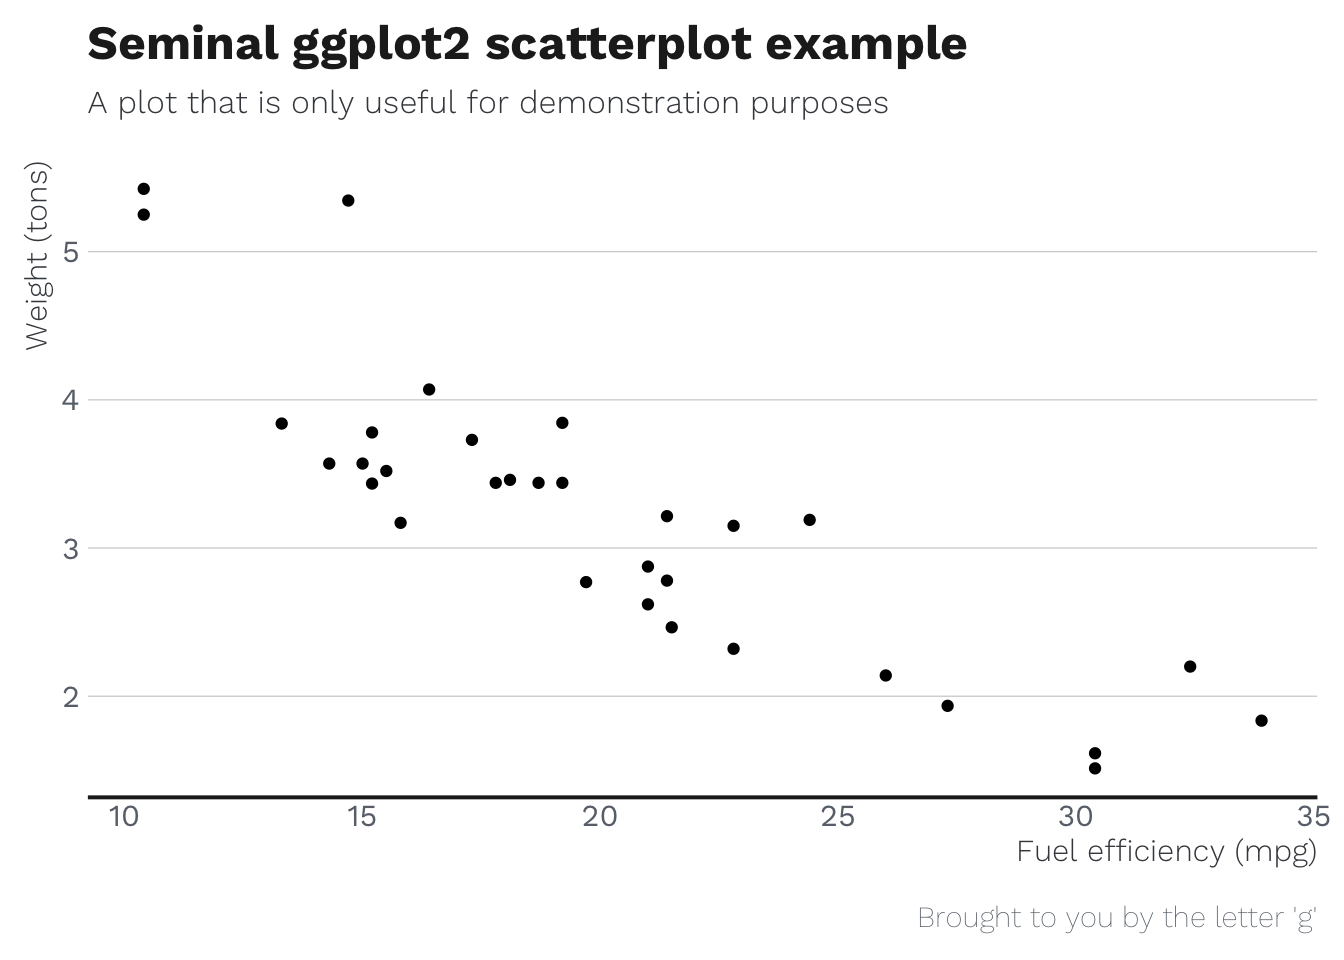 Seminal ggplot2 scatterplot example
A plot that is only useful for demonstration purposes
Weight (tons)
5
4
3
2
10 15 20 25 30 35
Fuel efficiency (mpg)
Brought to you by the letter 'g'